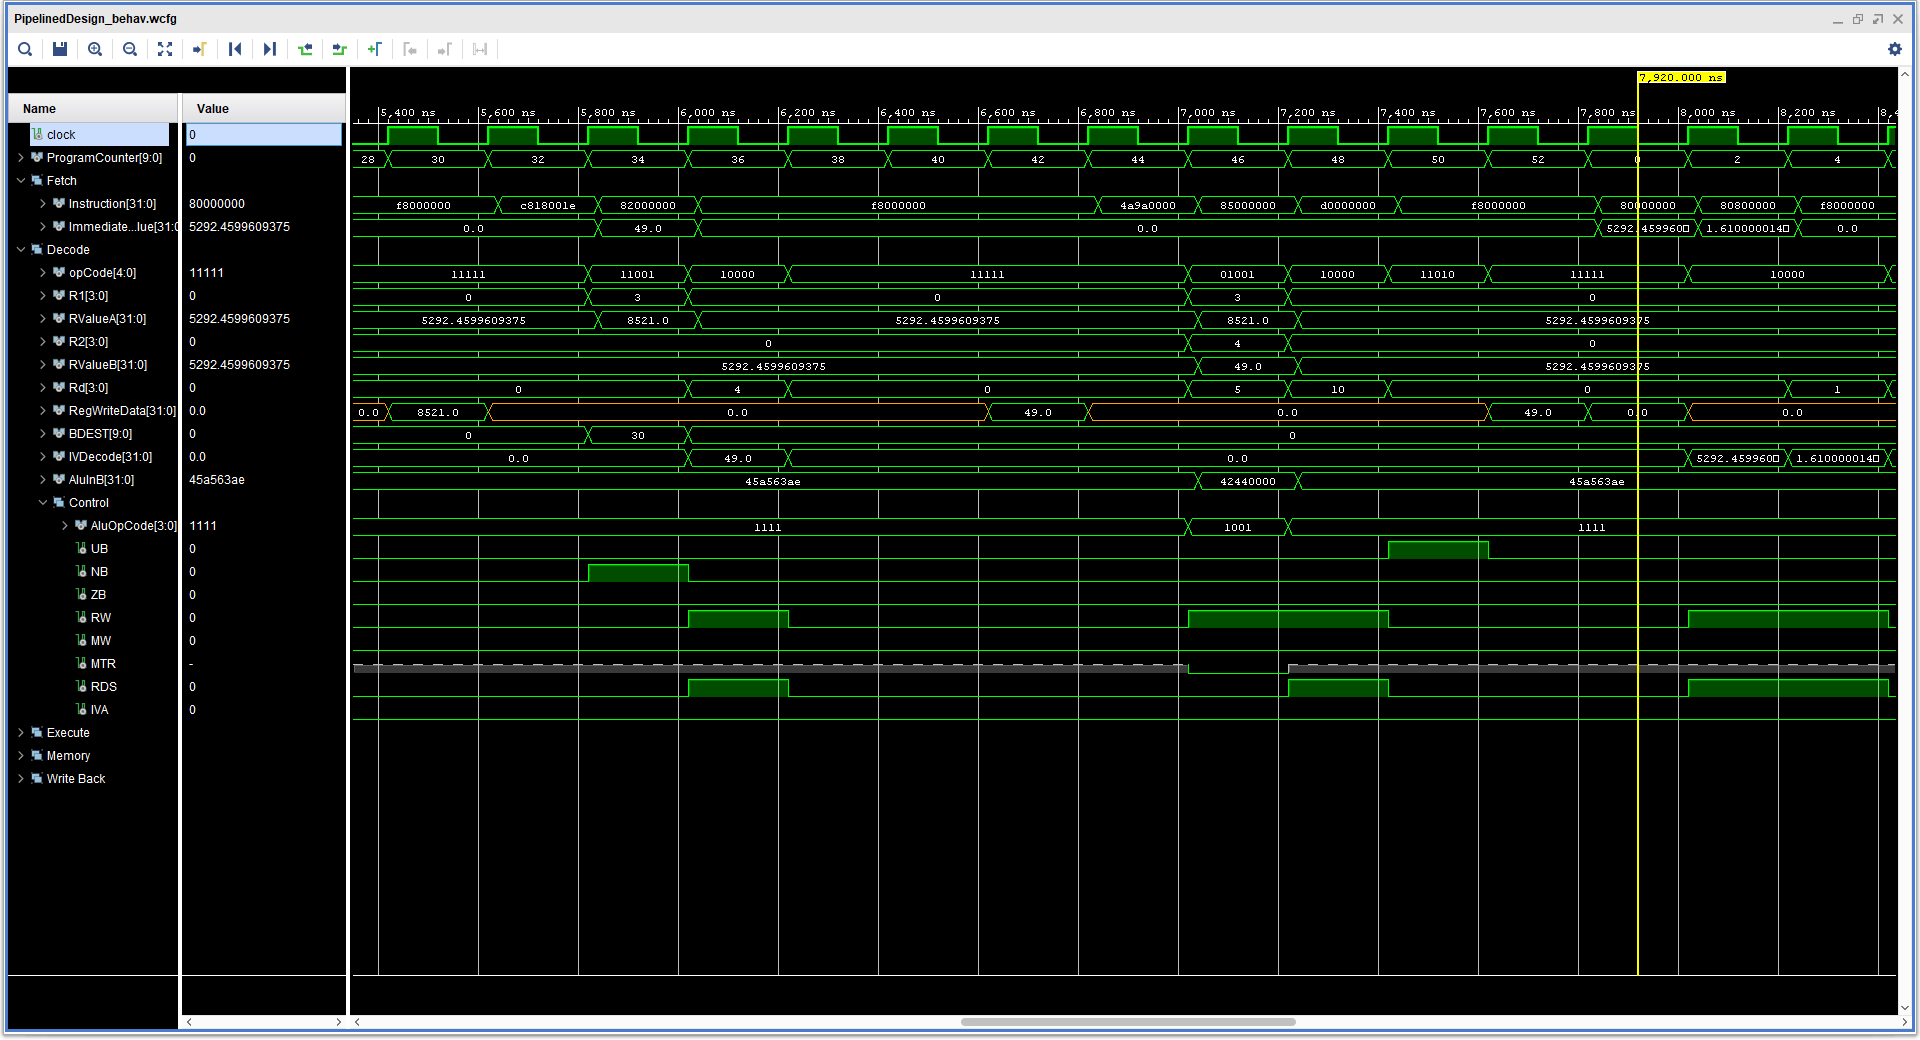 PipelinedDesign_behav.wcfg
7,920.000 ns
Name Value
5,400 ns 5,600 ns 5,800 ns 6,000 ns 6,200 ns 6,400 ns 6,600 ns 6,800 ns 7,000 ns 7,200 ns 7,400 ns 7,600 ns 7,800 ns 8,000 ns 8,200 ns 8,4
clock 0
ProgramCounter[9:0] 0 28 30 32 34 36 38 40 42 44 46 48 50 52 0 2 4
Fetch
Instruction[31:0] 80000000 f8000000 c818001e 82000000 f8000000 4a9a0000 85000000 d0000000 f8000000 80000000 80800000 f8000000
Immediate...lue[31:0 5292.4599609375 0.0 49.0 0.0 5292.459960 1.610000014 0.0
Decode
opCode[4:0] 11111 11111 11001 10000 11111 01001 10000 11010 11111 10000
R1[3:0] 0 0 3 0 3 0
RValueA[31:0] 5292.4599609375 5292.4599609375 8521.0 5292.4599609375 8521.0 5292.4599609375
R2[3:0] 0 0 4 0
RValueB[31:0] 5292.4599609375 5292.4599609375 49.0 5292.4599609375
Rd[3:0] 0 0 4 0 5 10 0 1
RegWriteData[31:0] 0.0 0.0 8521.0 0.0 49.0 0.0 49.0 0.0 0.0
BDEST[9:0] 0 0 30 0
IVDecode[31:0] 0.0 0.0 49.0 0.0 5292.459960 1.610000014
AluInB[31:0] 45a563ae 45a563ae 42440000 45a563ae
Control
AluOpCode[3:0] 1111 1111 1001 1111
UB 0
NB 0
ZB 0
RW 0
MW 0
MTR -
RDS 0
IVA 0
Execute
Memory
Write Back